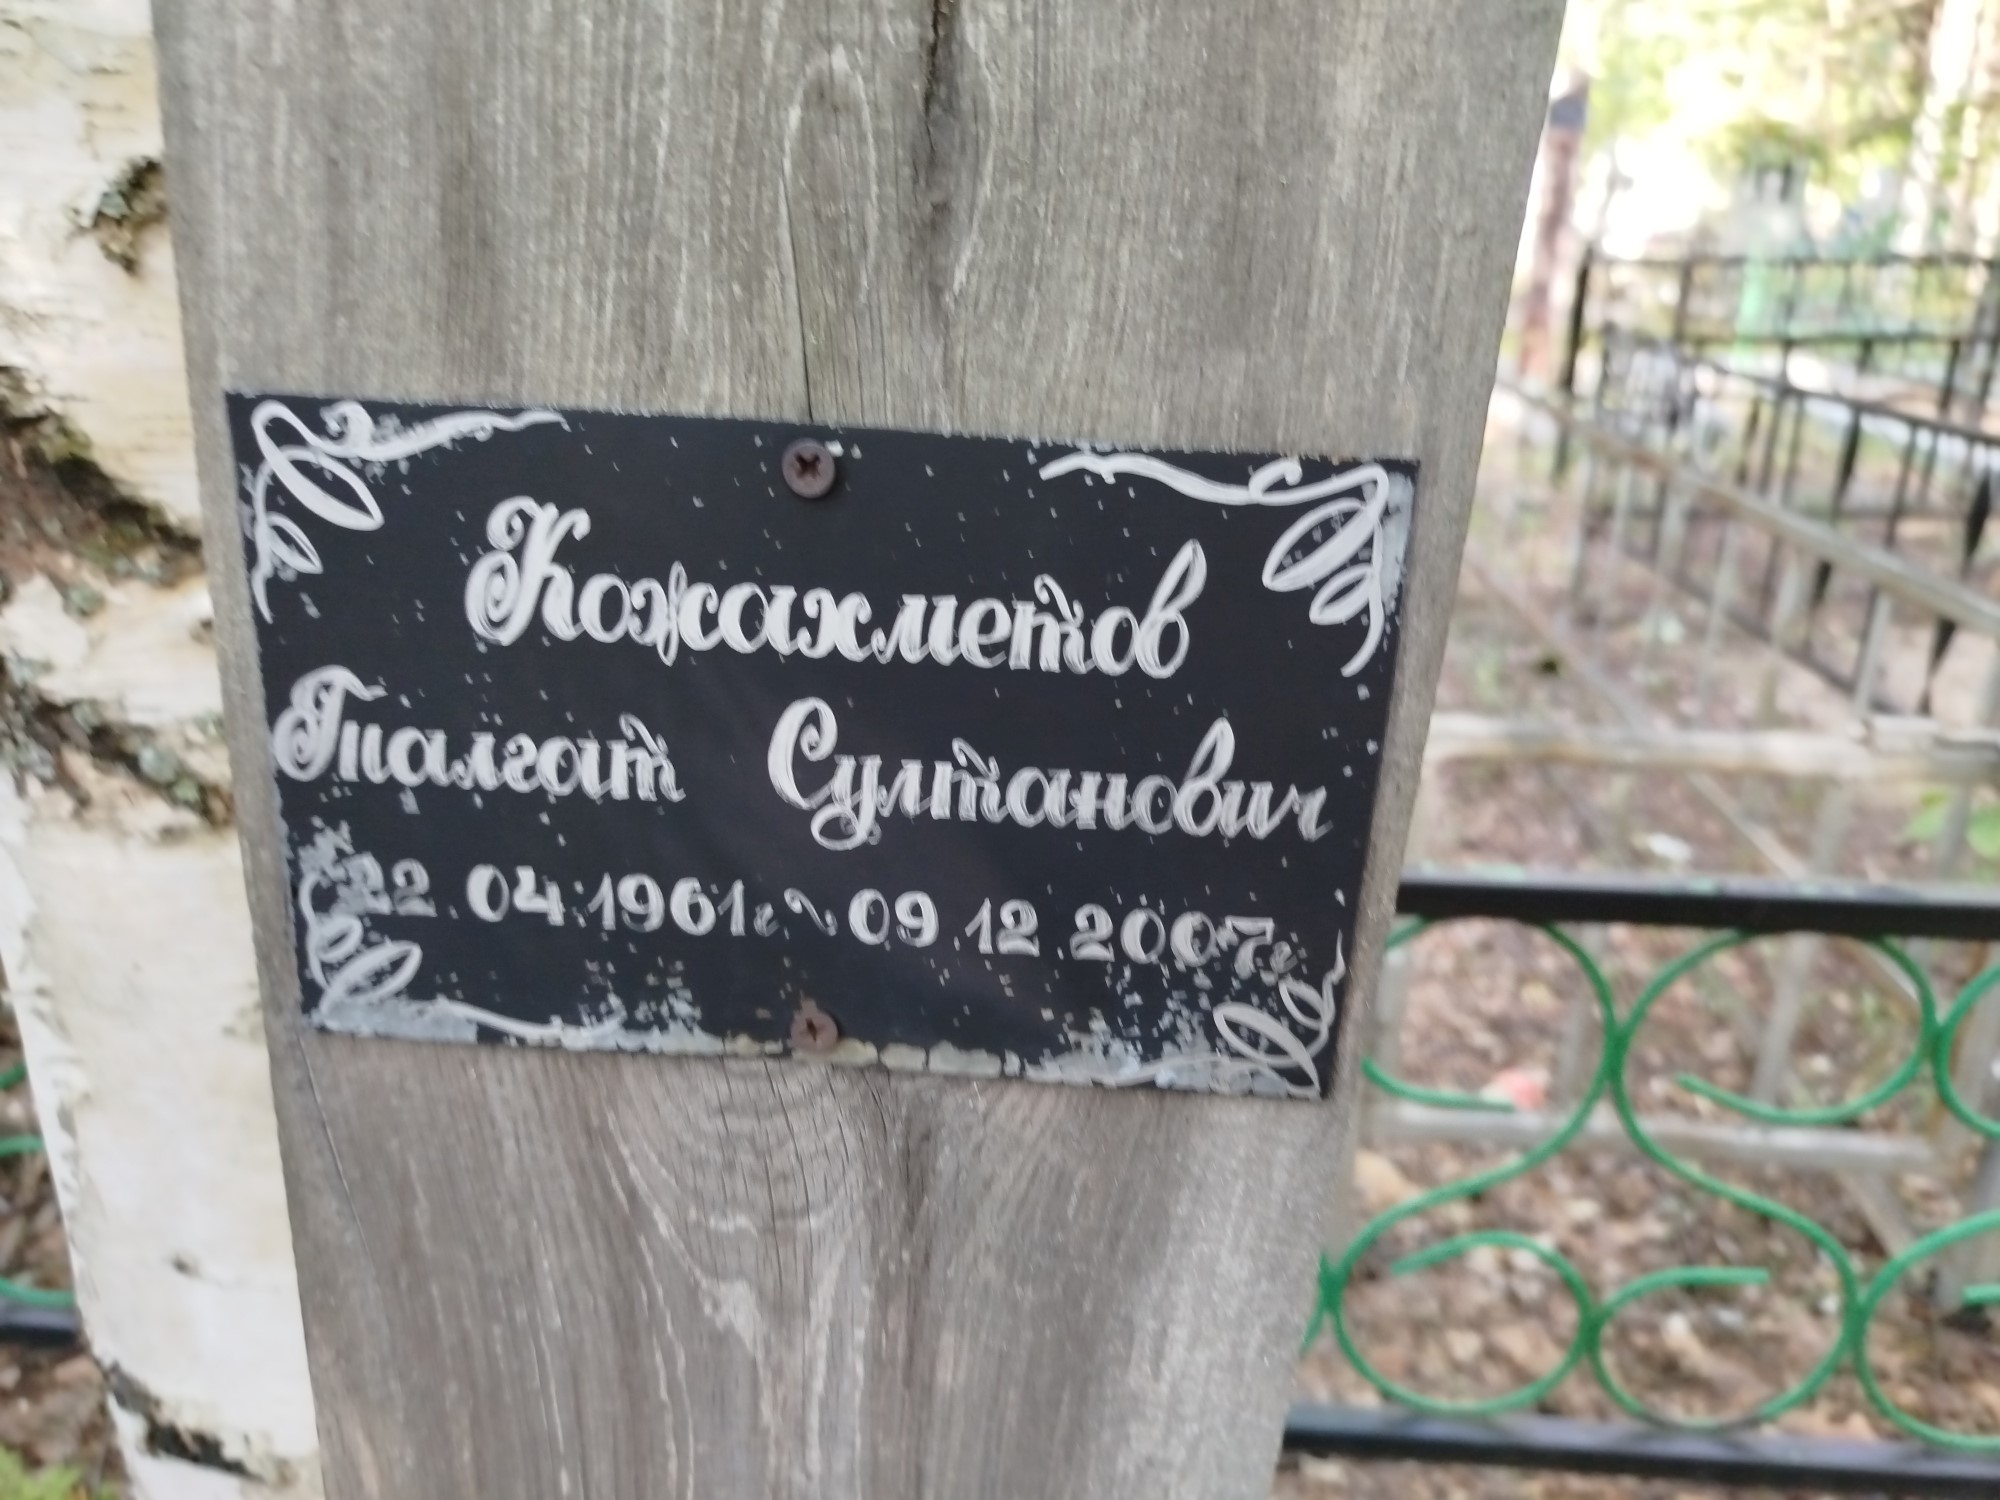 Кожахметов
Талгат Султанович
22.04.1961г ~ 09.12.2007г